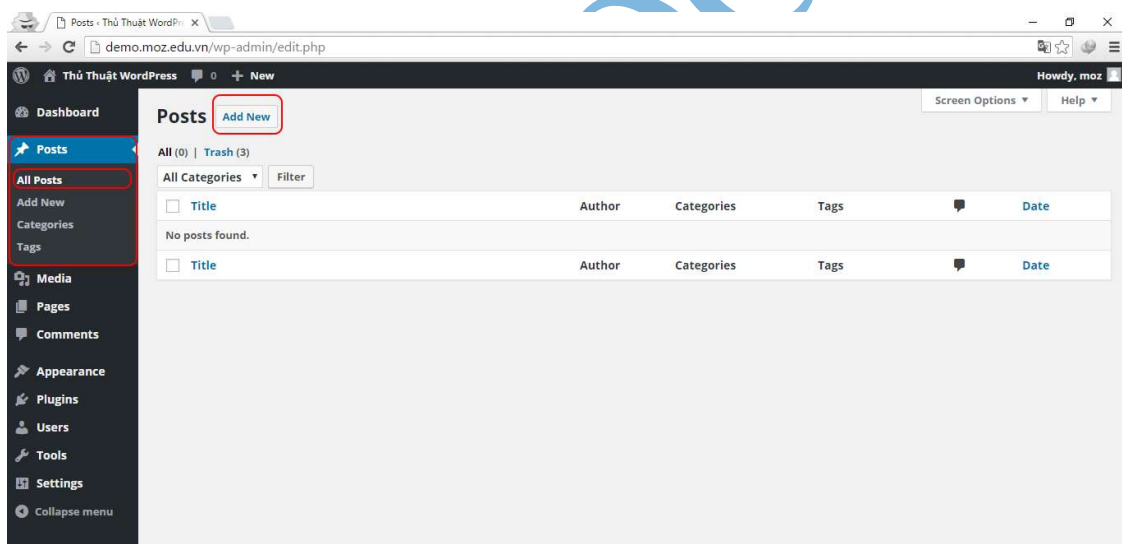 Posts ‹ Thủ Thuật WordPr
demo.moz.edu.vn/wp-admin/edit.php
Thủ Thuật WordPress 0 + New Howdy, moz
Dashboard
Posts
All Posts
Add New
Categories
Tags
Media
Pages
Comments
Appearance
Plugins
Users
Tools
Settings
Collapse menu
Screen Options Help
Posts Add New
All (0) | Trash (3)
All Categories Filter
Title Author Categories Tags Date
No posts found.
Title Author Categories Tags Date